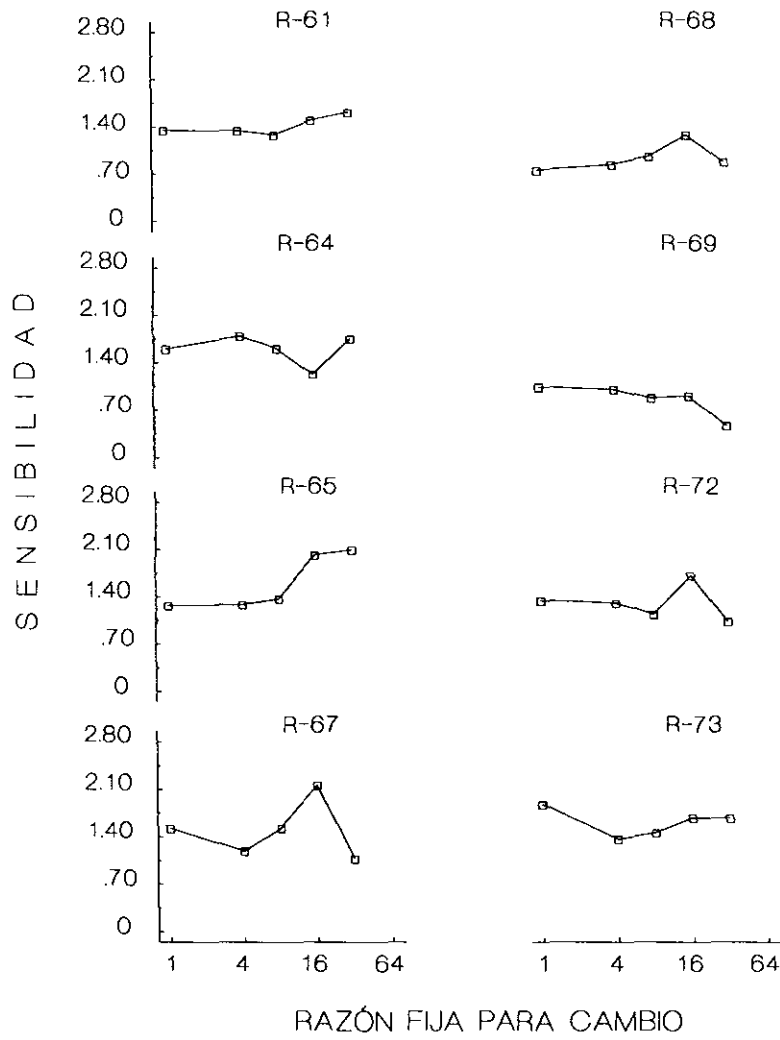 R-61
R-68
2.80
2.10
1.40
.70
0
R-64
R-69
2.80
2.10
1.40
.70
0
SENSIBILIDAD
R-65
R-72
2.80
2.10
1.40
.70
0
R-67
R-73
2.80
2.10
1.40
.70
0
1 4 16 64
1 4 16 64
RAZÓN FIJA PARA CAMBIO